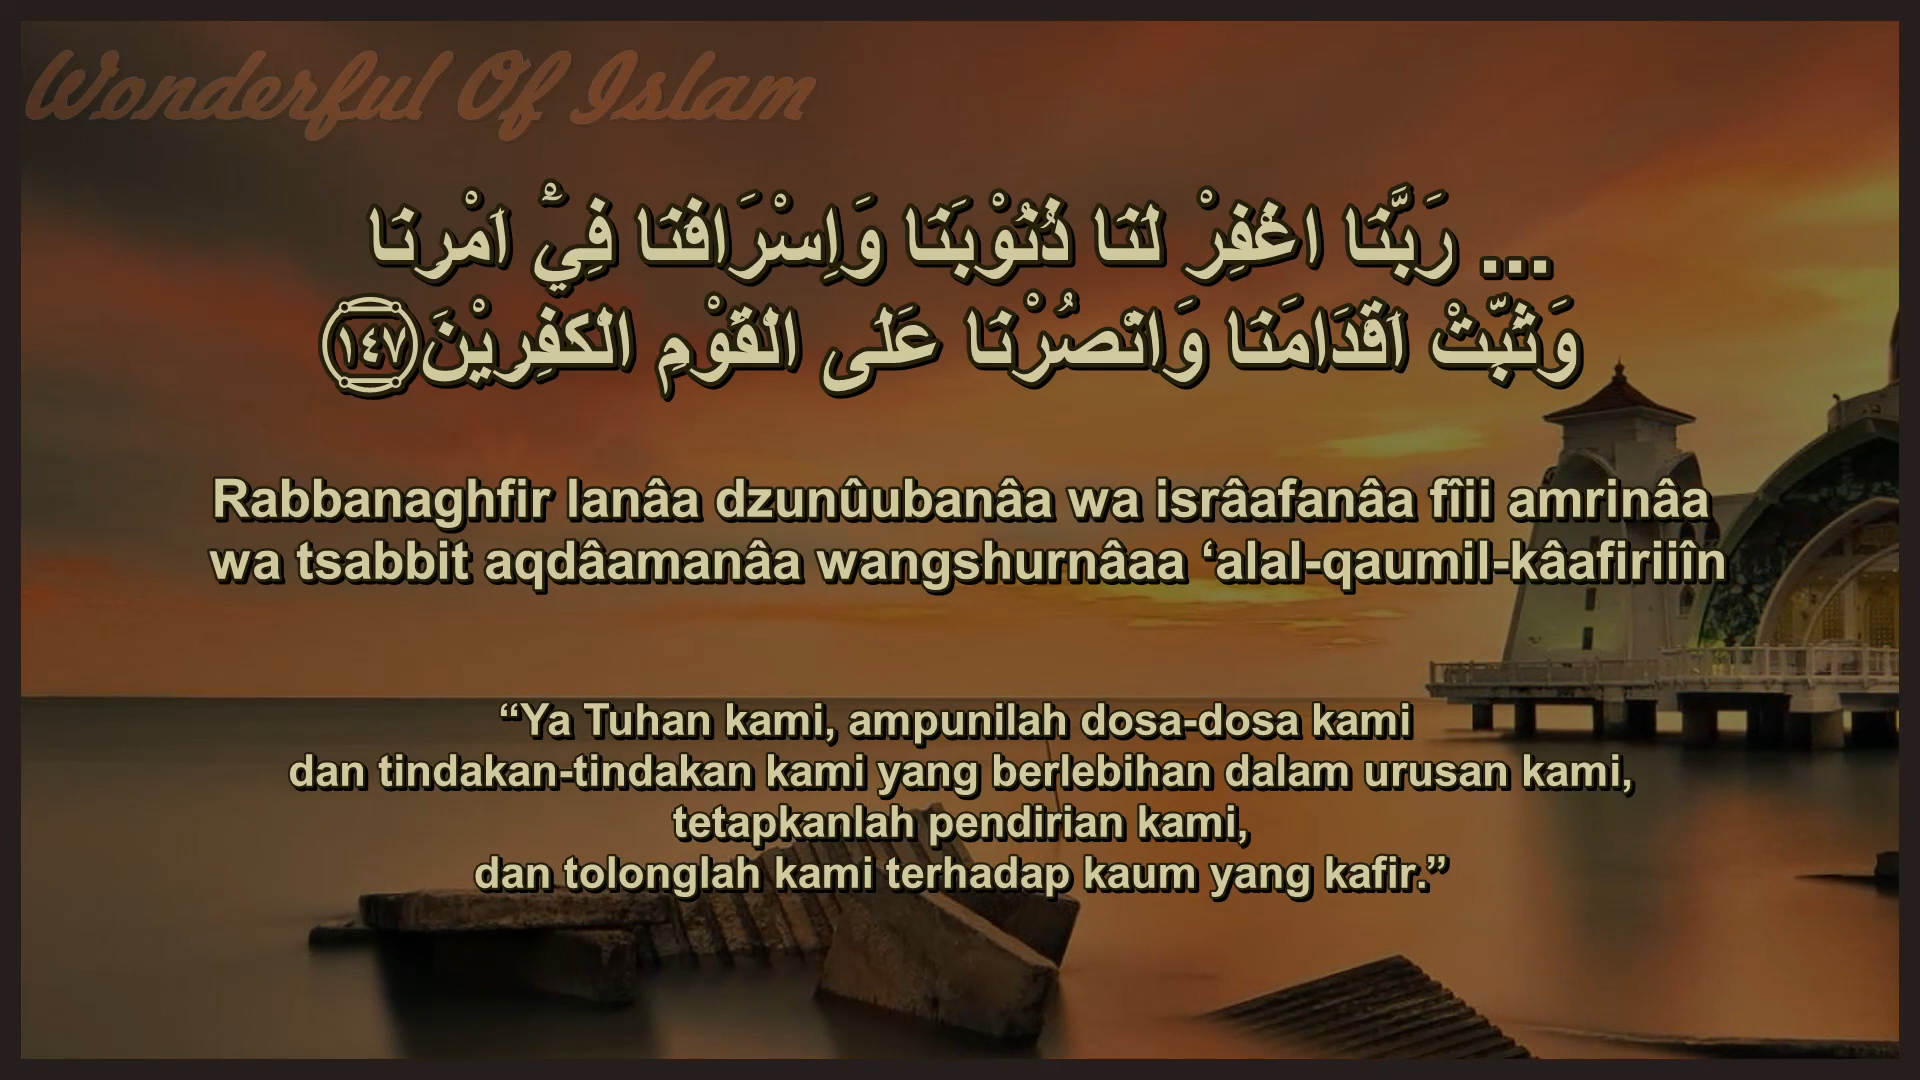 Wonderful Of Islam
... رَبَّنَا اغْفِرْ لَنَا ذُنُوْبَنَا وَاِسْرَافَنَا فِيْٓ اَمْرِنَا
وَثَبِّتْ اَقْدَامَنَا وَانْصُرْنَا عَلَى الْقَوْمِ الْكٰفِرِيْنَ ﴿١٤٧﴾
Rabbanaghfir lanâa dzunûubanâa wa isrâafanâa fîii amrinâa
wa tsabbit aqdâamanâa wangshurnâaa ‘alal-qaumil-kâafiriiîn
“Ya Tuhan kami, ampunilah dosa-dosa kami
dan tindakan-tindakan kami yang berlebihan dalam urusan kami,
tetapkanlah pendirian kami,
dan tolonglah kami terhadap kaum yang kafir.”